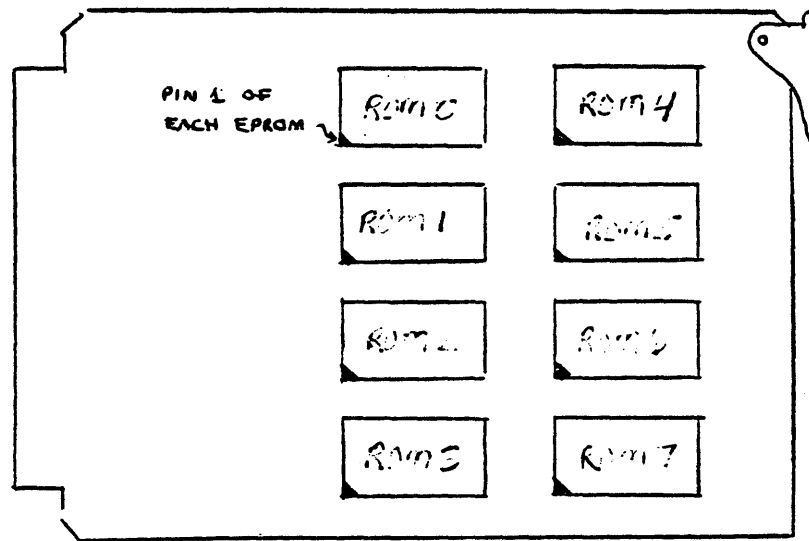 PIN 1 OF
EACH EPROM
ROM 0
ROM 4
ROM 1
ROM 5
ROM 2
ROM 6
ROM 3
ROM 7